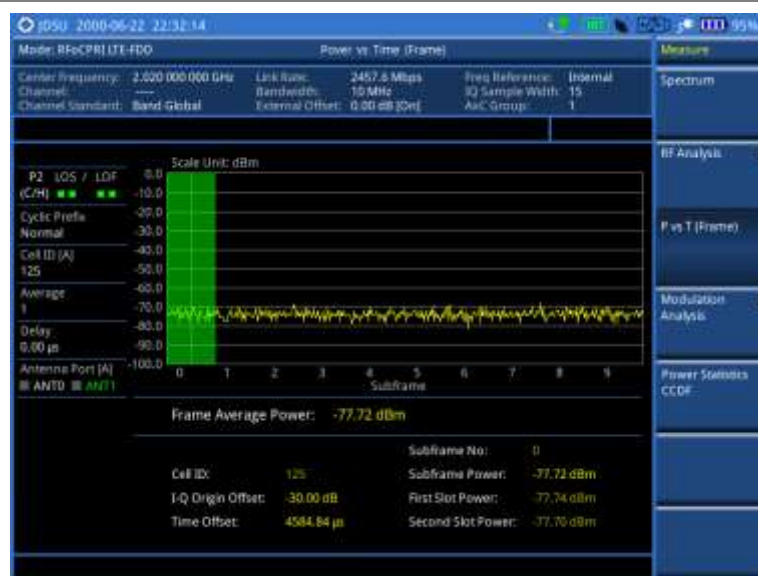 JDSU 2000-06-22 22:32:14
95%
Mode: RFoCPRI LTE-FDD
Power vs Time (Frame)
Measure
Center Frequency: 2.020 000 000 GHz
Link Rate: 2457.6 Mbps
Freq Reference: Internal
Channel: ----
Bandwidth: 10 MHz
IQ Sample Width: 15
Channel Standard: Band Global
External Offset: 0.00 dB [On]
AxC Group: 1
Spectrum
RF Analysis
P vs T (Frame)
Modulation
Analysis
Power Statistics
CCDF
Scale Unit: dBm
P2 LOS / LOF
(C/H)
Cyclic Prefix
Normal
Cell ID [A]
125
Average
1
Delay
0.00 µs
Antenna Port [A]
ANT0 ANT1
0.0
-10.0
-20.0
-30.0
-40.0
-50.0
-60.0
-70.0
-80.0
-90.0
-100.0
0 1 2 3 4 5 6 7 8 9
Subframe
Frame Average Power: -77.72 dBm
Subframe No: 0
Cell ID: 125
Subframe Power: -77.72 dBm
I-Q Origin Offset: -30.00 dB
First Slot Power: -77.74 dBm
Time Offset: 4584.84 µs
Second Slot Power: -77.70 dBm